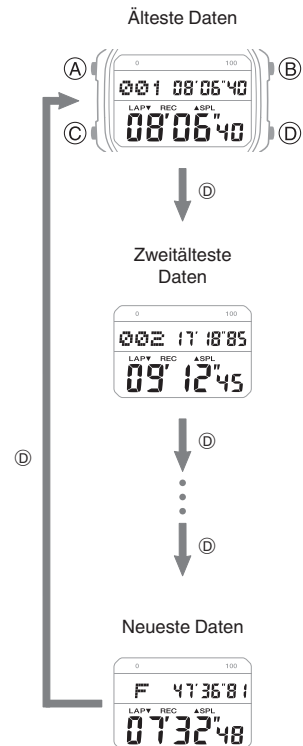 Älteste Daten
0 100
A B
001 08'06"40
LAP▼ REC ▲SPL
C D
08'06"40
D
Zweitälteste
Daten
0 100
002 17'18"85
LAP▼ REC ▲SPL
09'12"45
D
D
D
Neueste Daten
0 100
F 47'36"81
LAP▼ REC ▲SPL
07'32"48